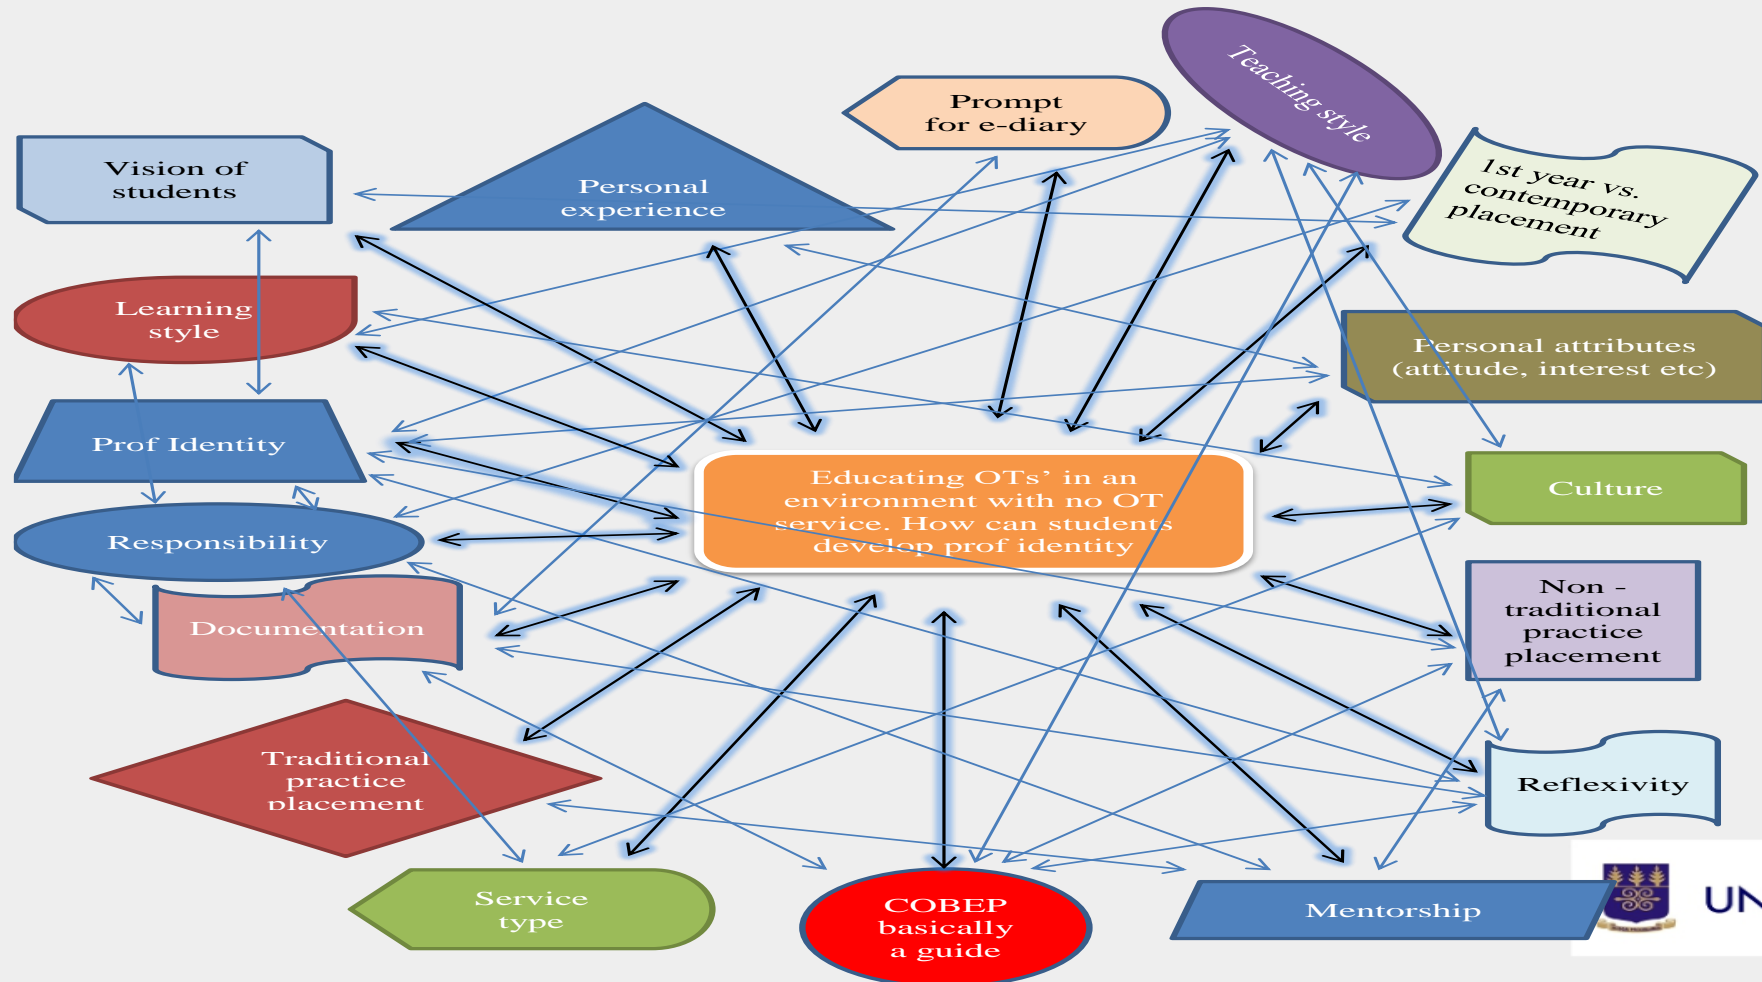 Teaching style
Prompt
for e-diary
Vision of
students
Personal
experience
1st year vs.
contemporary
placement
Learning
style
Personal attributes
(attitude, interest etc)
Prof Identity
Educating OTs’ in an
environment with no OT
service. How can students
develop prof identity
Culture
Responsibility
Non -
traditional
practice
placement
Documentation
Traditional
practice
placement
Reflexivity
Service
type
COBEP
basically
a guide
Mentorship
UN